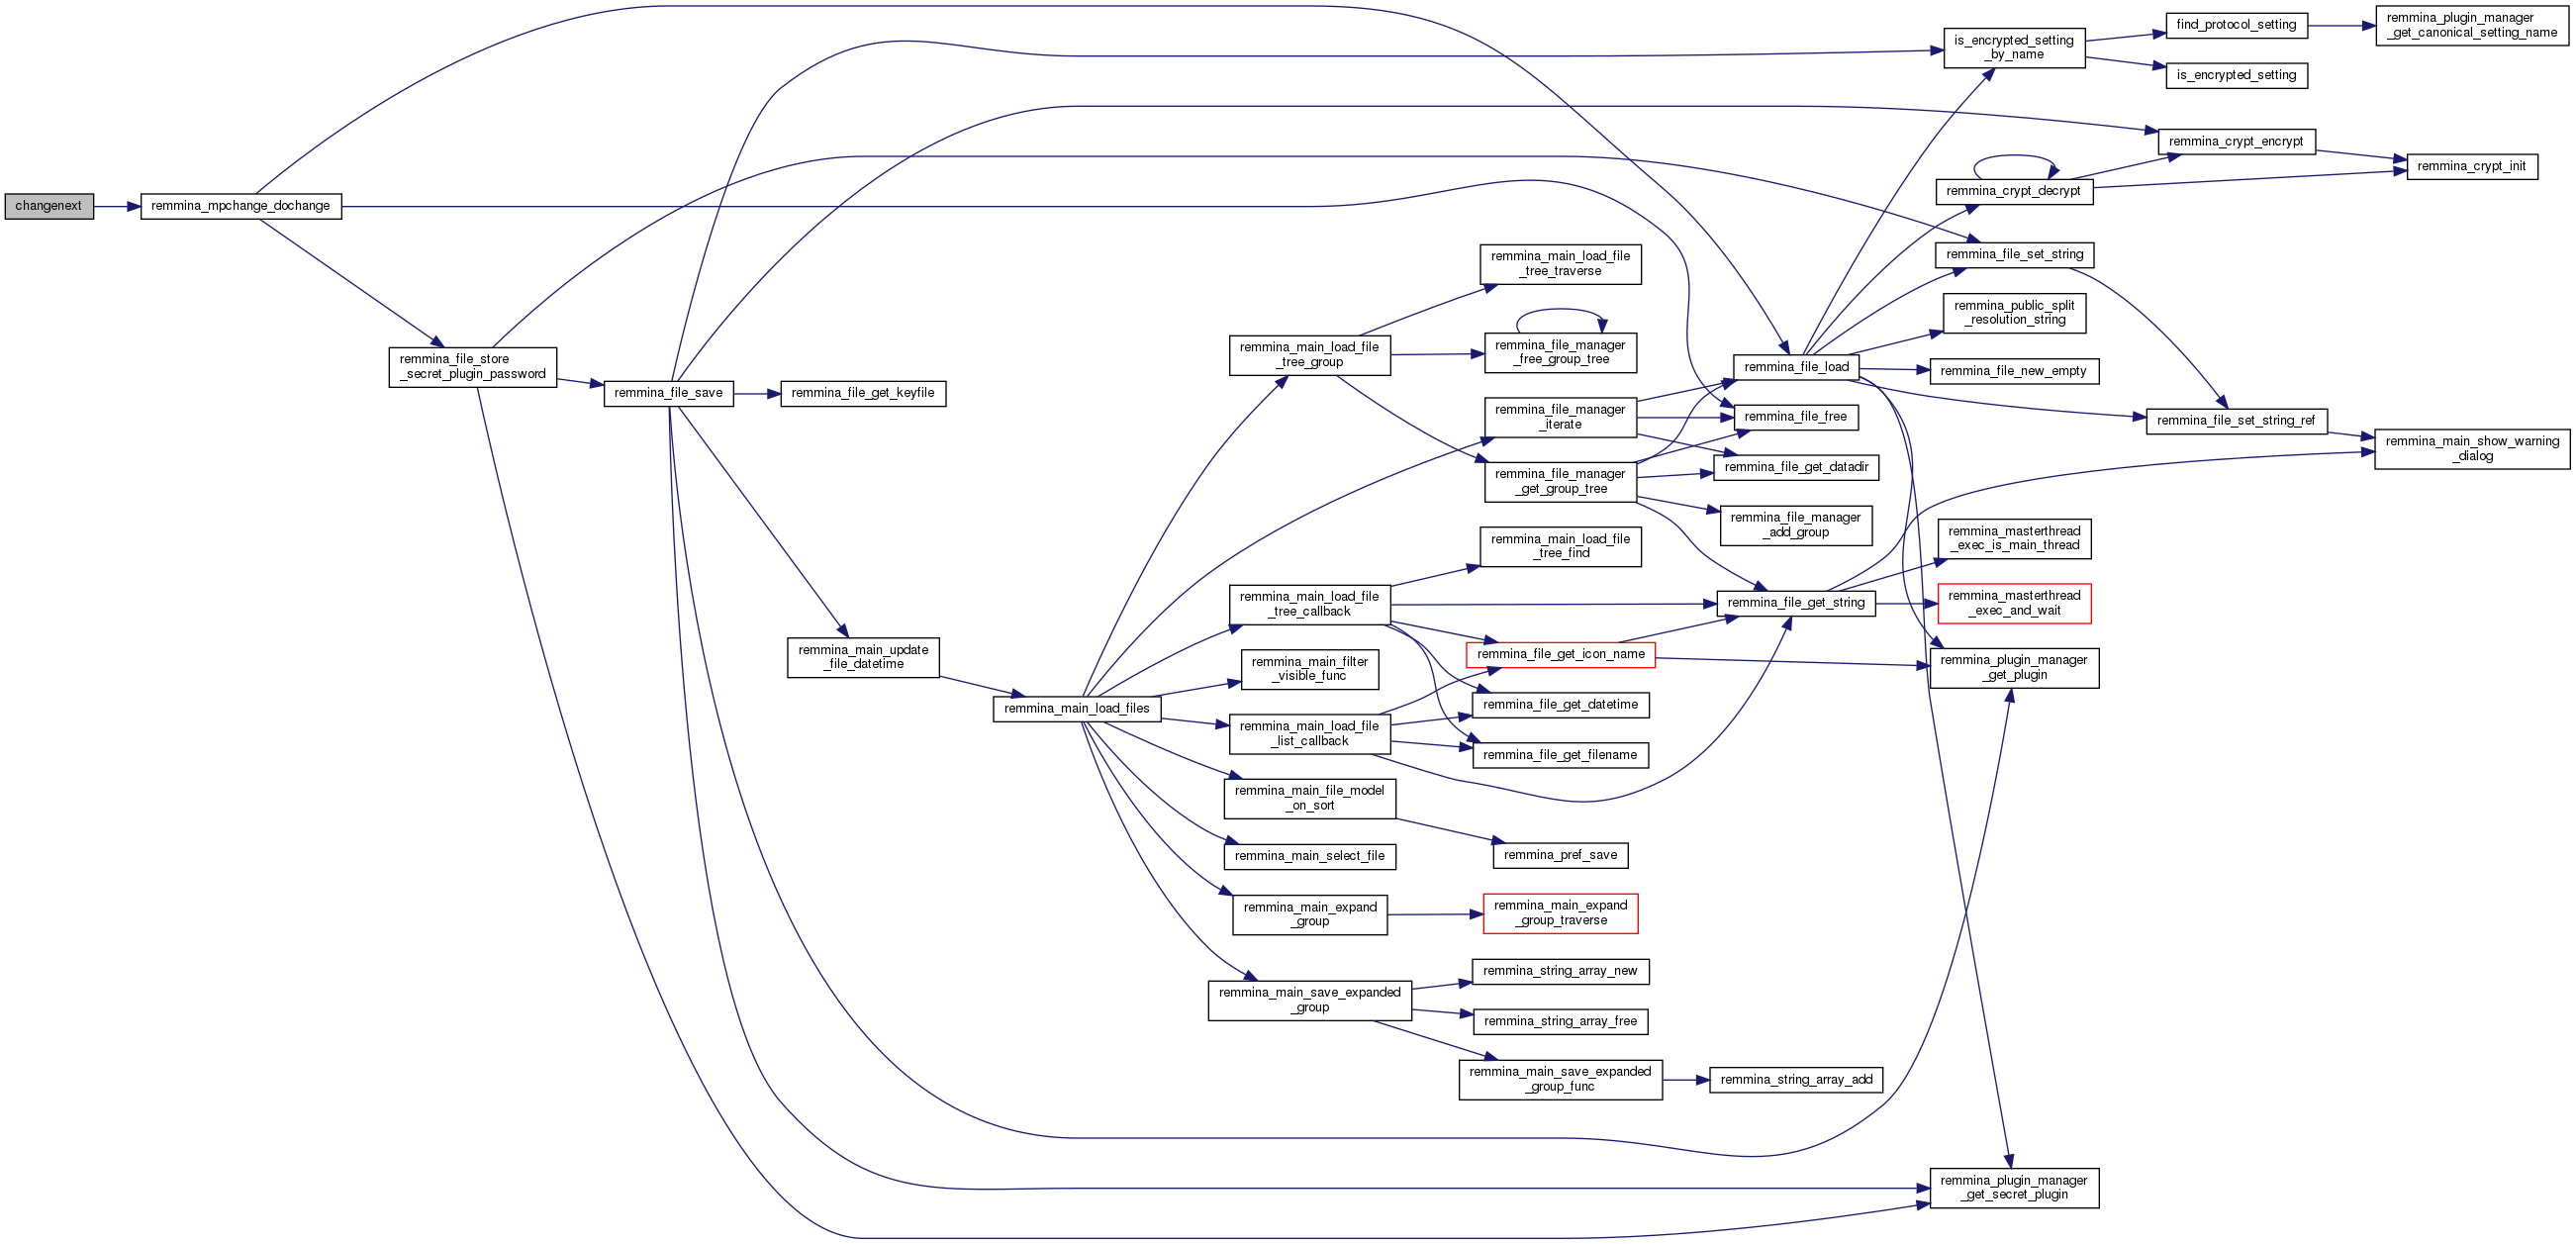 changenext
remmina_mpchange_dochange
remmina_file_store
_secret_plugin_password
remmina_file_save
remmina_file_get_keyfile
remmina_main_update
_file_datetime
remmina_main_load_files
remmina_main_load_file
_tree_group
remmina_main_load_file
_tree_callback
remmina_main_filter
_visible_func
remmina_main_load_file
_list_callback
remmina_main_file_model
_on_sort
remmina_main_select_file
remmina_main_expand
_group
remmina_main_save_expanded
_group
remmina_main_load_file
_tree_traverse
remmina_file_manager
_free_group_tree
remmina_file_manager
_iterate
remmina_file_manager
_get_group_tree
remmina_main_load_file
_tree_find
remmina_file_get_icon_name
remmina_file_get_datetime
remmina_file_get_filename
remmina_pref_save
remmina_main_expand
_group_traverse
remmina_string_array_new
remmina_string_array_free
remmina_main_save_expanded
_group_func
remmina_file_load
remmina_file_free
remmina_file_get_datadir
remmina_file_manager
_add_group
remmina_file_get_string
remmina_string_array_add
is_encrypted_setting
_by_name
remmina_crypt_decrypt
remmina_file_set_string
remmina_public_split
_resolution_string
remmina_file_new_empty
remmina_masterthread
_exec_is_main_thread
remmina_masterthread
_exec_and_wait
remmina_plugin_manager
_get_plugin
remmina_plugin_manager
_get_secret_plugin
find_protocol_setting
is_encrypted_setting
remmina_crypt_encrypt
remmina_file_set_string_ref
remmina_plugin_manager
_get_canonical_setting_name
remmina_crypt_init
remmina_main_show_warning
_dialog